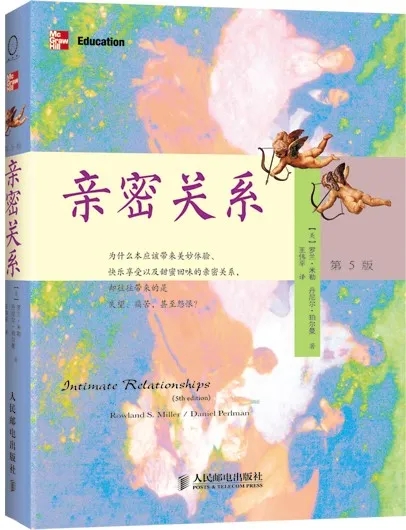 Mc
Graw
Hill
Education
亲密关系
为什么本应该带来美妙体验、
快乐享受以及甜蜜回味的亲密关系,
却往往带来的是
失望、痛苦、甚至怨恨?
[美] 罗兰·米勒 丹尼尔·珀尔曼 著
王伟平 译
第5版
Intimate Relationships
(5th edition)
Rowland S. Miller / Daniel Perlman
人民邮电出版社
POSTS & TELECOM PRESS
亲密关系
人民邮电出版社